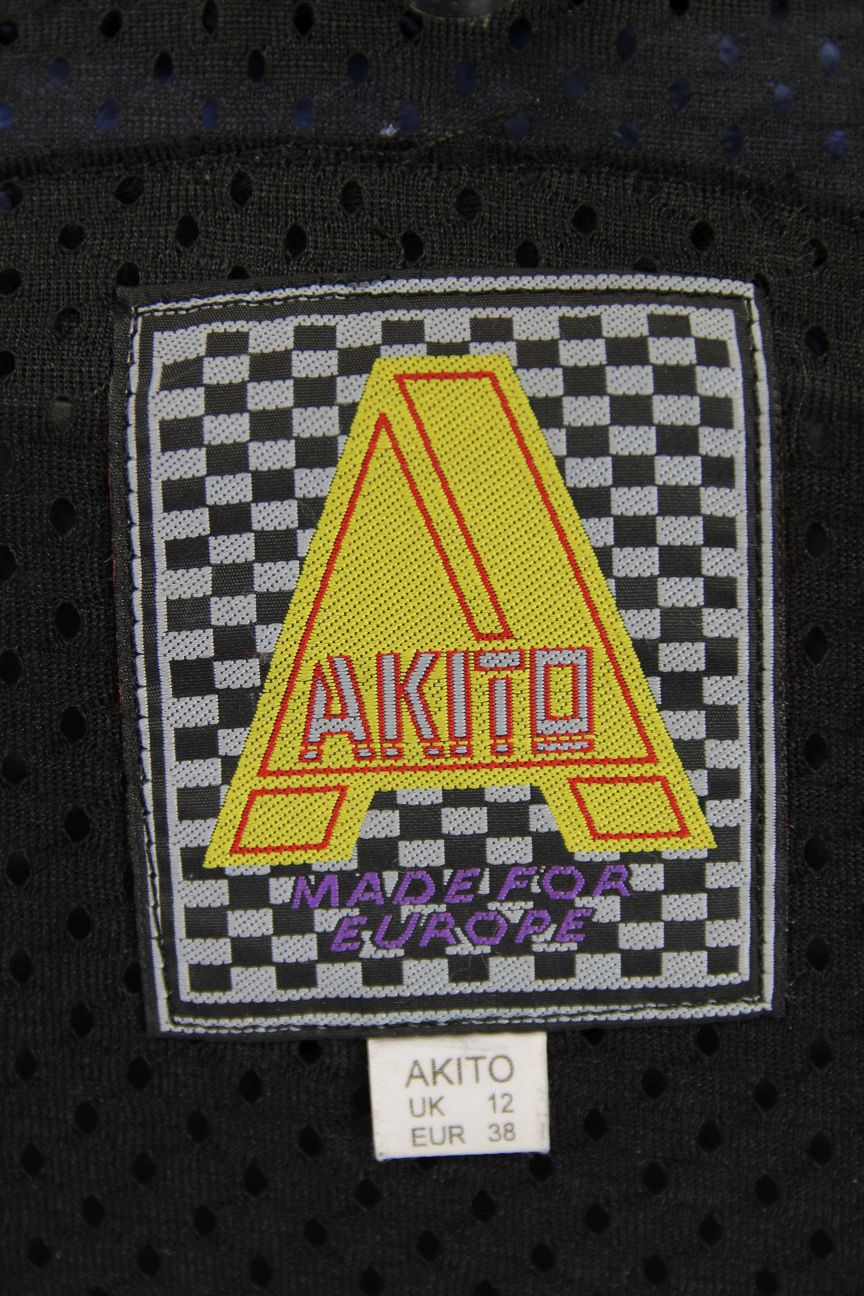 AKITO
MADE FOR
EUROPE
AKITO
UK 12
EUR 38